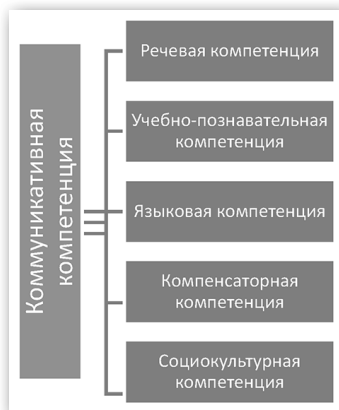 Коммуникативная
компетенция
Речевая компетенция
Учебно-познавательная
компетенция
Языковая компетенция
Компенсаторная
компетенция
Социокультурная
компетенция